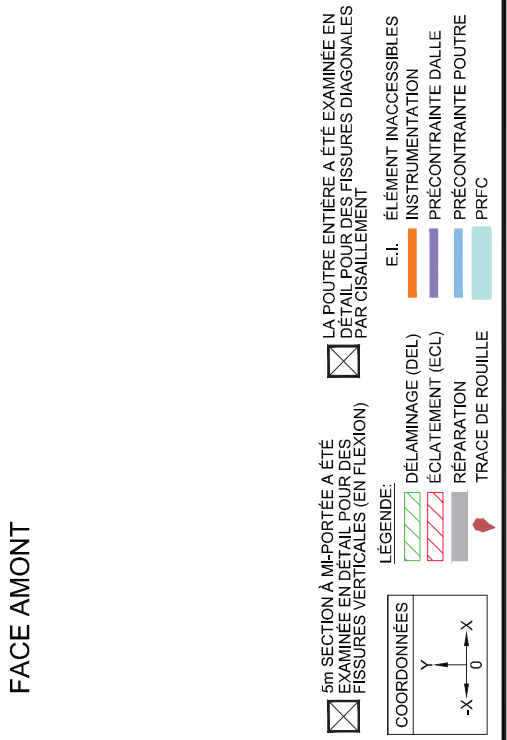 FACE AMONT
5m SECTION À MI-PORTÉE A ÉTÉ
EXAMINÉE EN DÉTAIL POUR DES
FISSURES VERTICALES (EN FLEXION)
LA POUTRE ENTIÈRE A ÉTÉ EXAMINÉE EN
DÉTAIL POUR DES FISSURES DIAGONALES
PAR CISAILLEMENT
COORDONNÉES
Y
-X
0
X
LÉGENDE:
DÉLAMINAGE (DEL)
ÉCLATEMENT (ECL)
RÉPARATION
TRACE DE ROUILLE
E.I. ÉLÉMENT INACCESSIBLES
INSTRUMENTATION
PRÉCONTRAINTE DALLE
PRÉCONTRAINTE POUTRE
PRFC